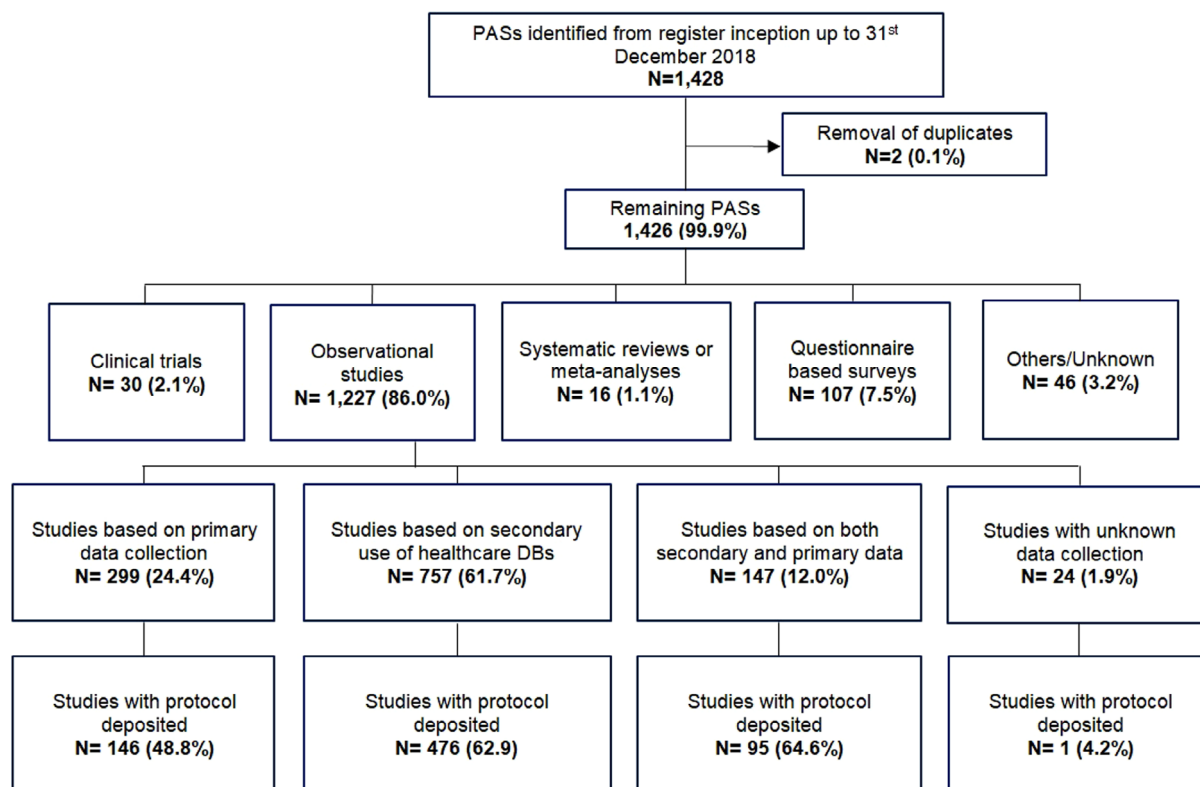 PASs identified from register inception up to 31st
December 2018
N=1,428
Removal of duplicates
N=2 (0.1%)
Remaining PASs
1,426 (99.9%)
Clinical trials
N= 30 (2.1%)
Observational
studies
N= 1,227 (86.0%)
Systematic reviews or
meta-analyses
N= 16 (1.1%)
Questionnaire
based surveys
N= 107 (7.5%)
Others/Unknown
N= 46 (3.2%)
Studies based on primary
data collection
N= 299 (24.4%)
Studies based on secondary
use of healthcare DBs
N= 757 (61.7%)
Studies based on both
secondary and primary data
N= 147 (12.0%)
Studies with unknown
data collection
N= 24 (1.9%)
Studies with protocol
deposited
N= 146 (48.8%)
Studies with protocol
deposited
N= 476 (62.9)
Studies with protocol
deposited
N= 95 (64.6%)
Studies with protocol
deposited
N= 1 (4.2%)